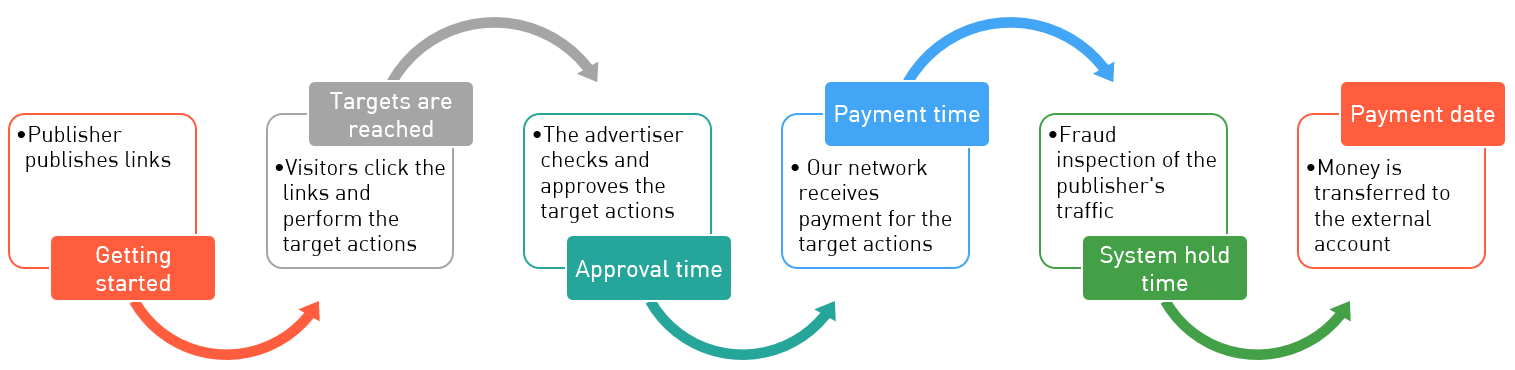 •Publisher
publishes links
Getting
started
Targets are
reached
•Visitors click the
links and
perform the
target actions
•The advertiser
checks and
approves the
target actions
Approval time
Payment time
• Our network
receives
payment for the
target actions
•Fraud
inspection of the
publisher's
traffic
System hold
time
Payment date
•Money is
transferred to
the external
account